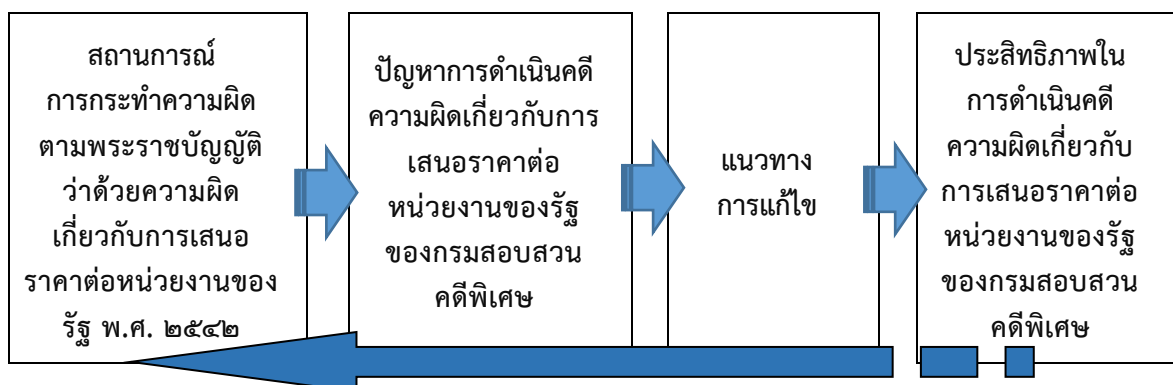 สถานการณ์
การกระทำความผิด
ตามพระราชบัญญัติ
ว่าด้วยความผิด
เกี่ยวกับการเสนอ
ราคาต่อหน่วยงานของ
รัฐ พ.ศ. ๒๕๔๒
ปัญหาการดำเนินคดี
ความผิดเกี่ยวกับการ
เสนอราคาต่อ
หน่วยงานของรัฐ
ของกรมสอบสวน
คดีพิเศษ
แนวทาง
การแก้ไข
ประสิทธิภาพใน
การดำเนินคดี
ความผิดเกี่ยวกับ
การเสนอราคาต่อ
หน่วยงานของรัฐ
ของกรมสอบสวน
คดีพิเศษ